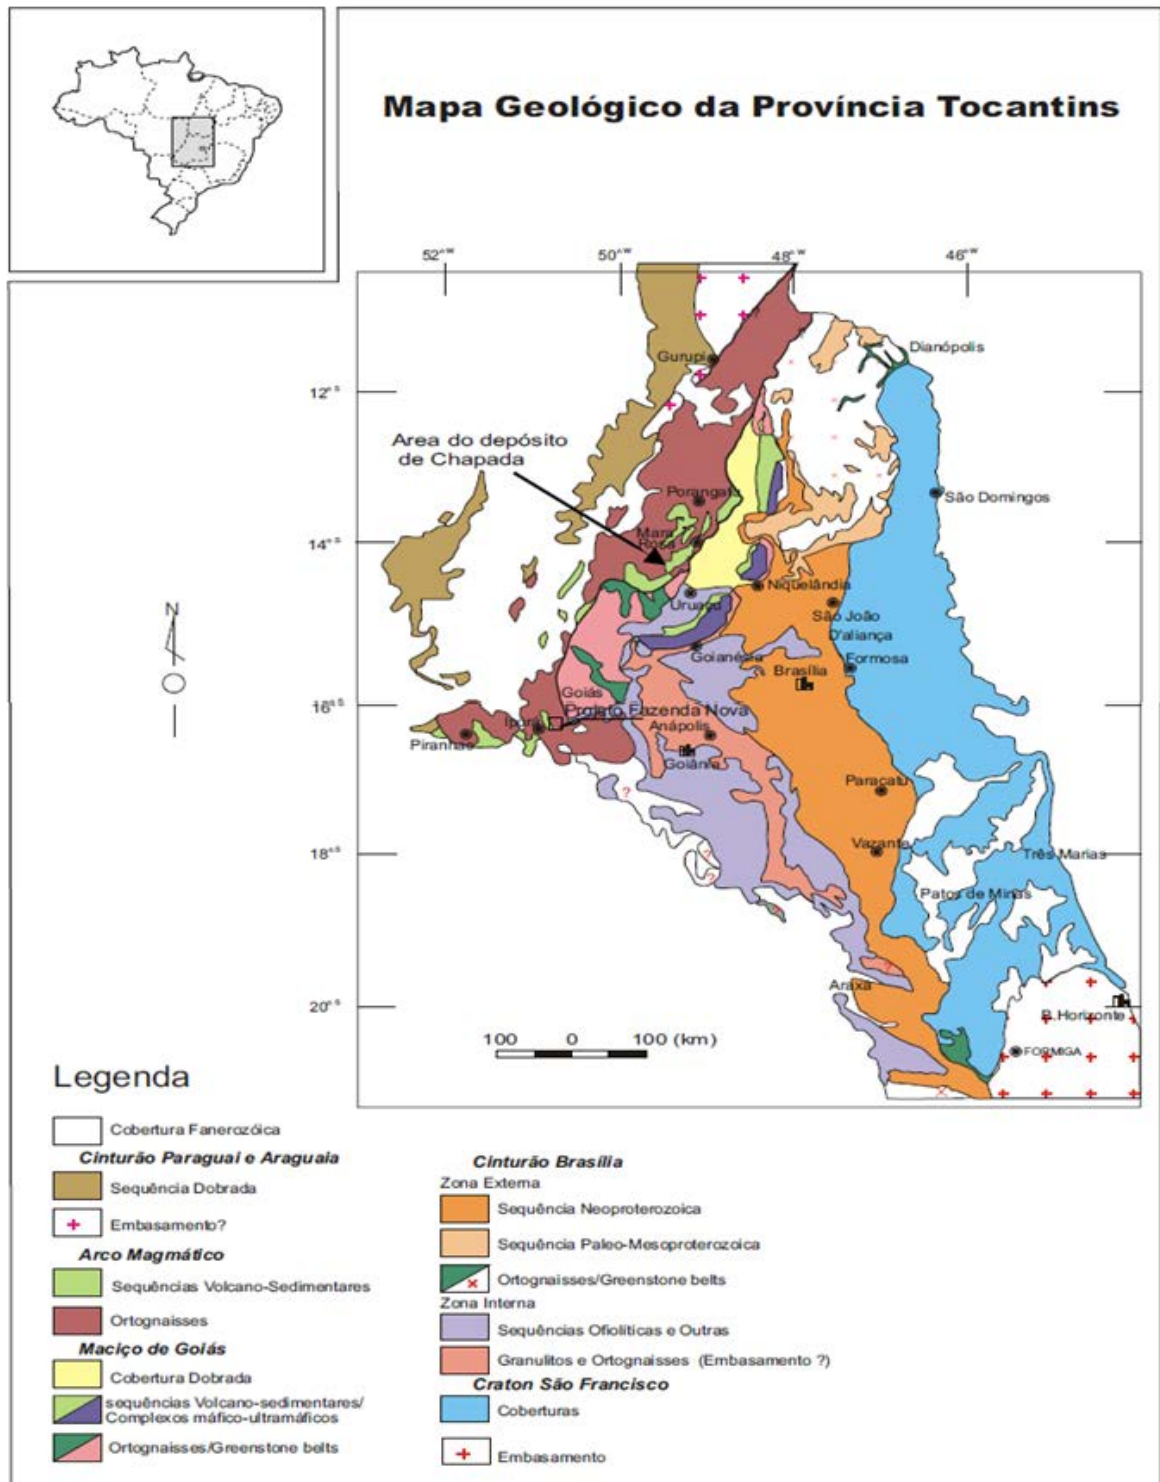 Mapa Geológico da Província Tocantins
52°W
50°W
48°W
46°W
Gurupi
Dianópolis
12°S
Area do depósito
de Chapada
Porangatu
São Domingos
Mara
Rosa
14°S
Niquelândia
N
Uruaçu
São João
D'aliança
Goianésia
Formosa
Brasília
Goiás
16°S
Projeto Fazenda Nova
Iporá
Anápolis
Piranhas
Goiânia
Paracatu
?
Vazante
18°S
?
Três Marias
?
Patos de Minas
?
Araxa
20°S
B.Horizonte
100 0 100 (km)
FORMIGA
Legenda
Cobertura Fanerozóica
Cinturão Paraguai e Araguaia
Sequência Dobrada
Embasamento?
Arco Magmático
Sequências Volcano-Sedimentares
Ortognaisses
Maciço de Goiás
Cobertura Dobrada
sequências Volcano-sedimentares/
Complexos máfico-ultramáficos
Ortognaisses/Greenstone belts
Cinturão Brasília
Zona Externa
Sequência Neoproterozoica
Sequência Paleo-Mesoproterozoica
Ortognaisses/Greenstone belts
Zona Interna
Sequências Ofiolíticas e Outras
Granulitos e Ortognaisses (Embasamento ?)
Craton São Francisco
Coberturas
Embasamento